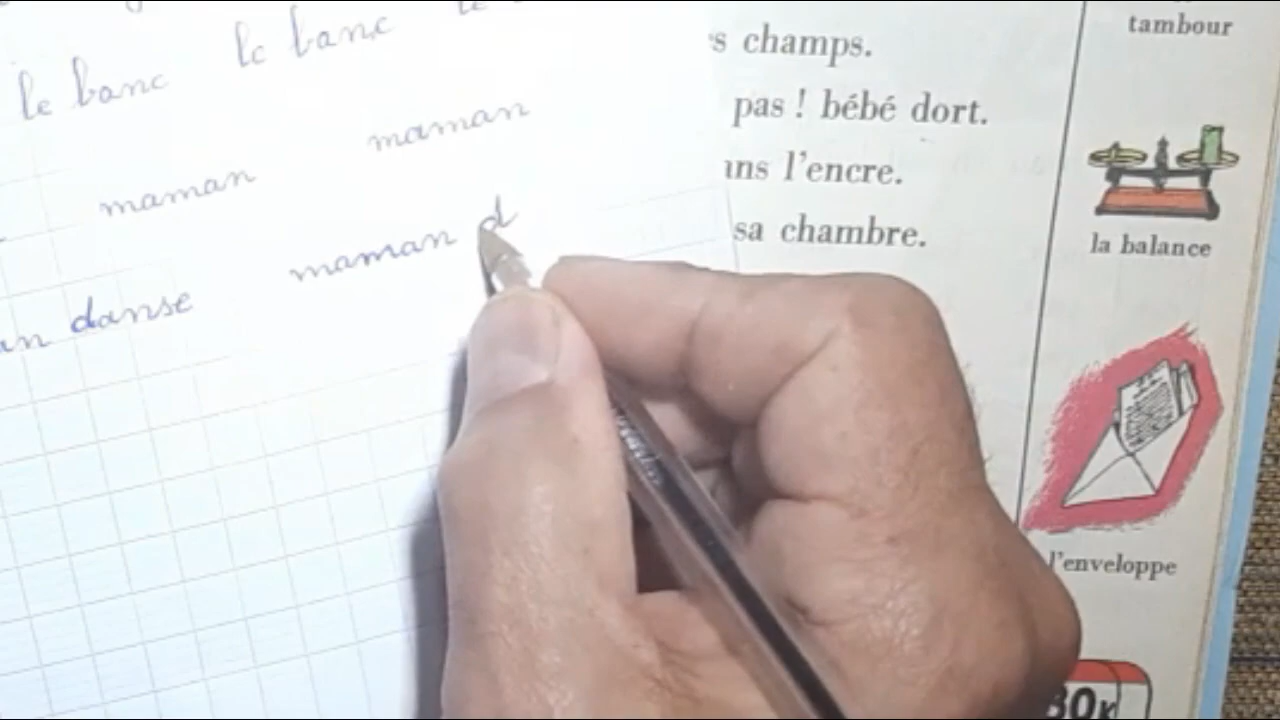 le banc le banc
maman maman
danse maman d
tambour
s champs.
pas ! bébé dort.
ns l'encre.
sa chambre.
la balance
l'enveloppe